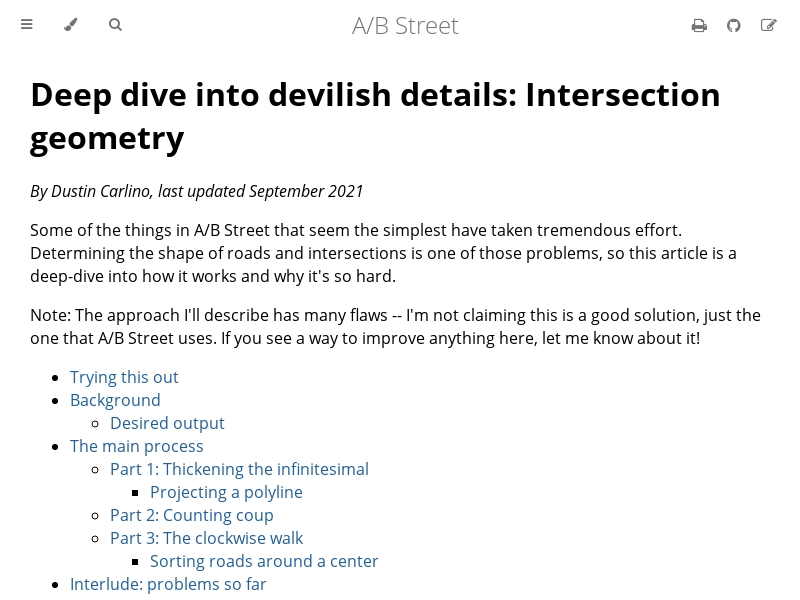 A/B Street
Deep dive into devilish details: Intersection
geometry
By Dustin Carlino, last updated September 2021
Some of the things in A/B Street that seem the simplest have taken tremendous effort.
Determining the shape of roads and intersections is one of those problems, so this article is a
deep-dive into how it works and why it's so hard.
Note: The approach I'll describe has many flaws -- I'm not claiming this is a good solution, just the
one that A/B Street uses. If you see a way to improve anything here, let me know about it!
Trying this out
Background
Desired output
The main process
Part 1: Thickening the infinitesimal
Projecting a polyline
Part 2: Counting coup
Part 3: The clockwise walk
Sorting roads around a center
Interlude: problems so far